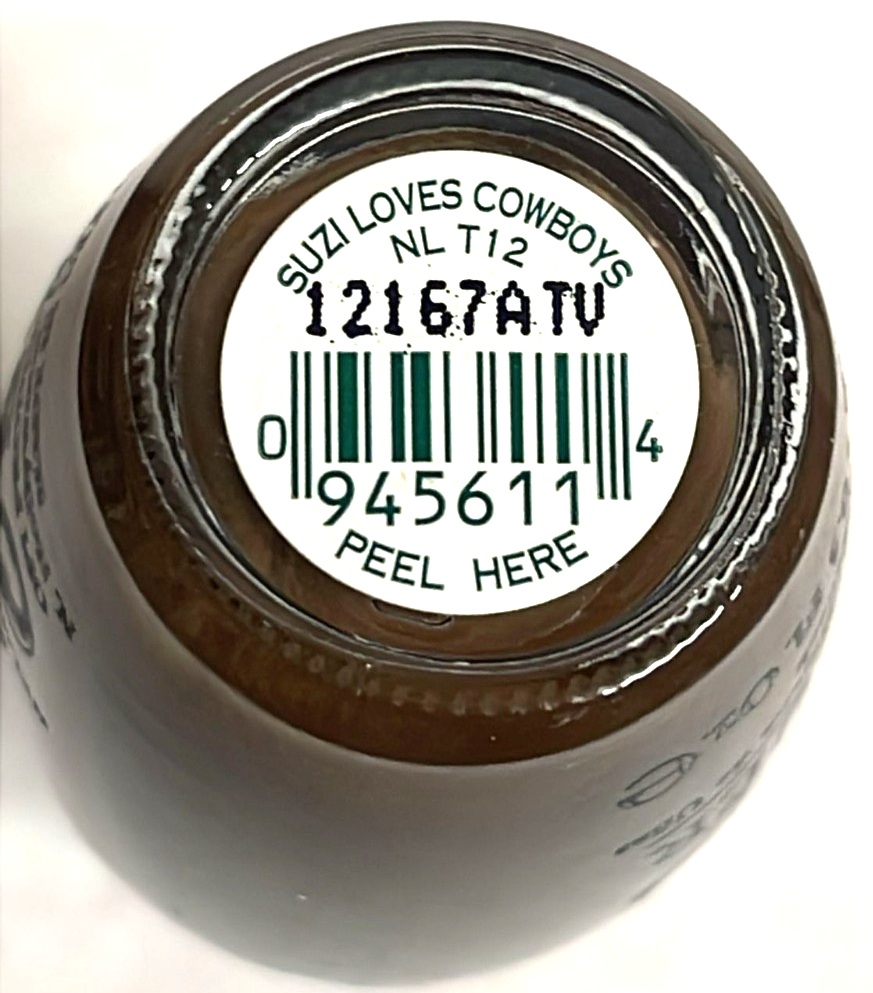 SUZI LOVES COWBOYS
NL T12
12167ATV
0 945611 4
PEEL HERE